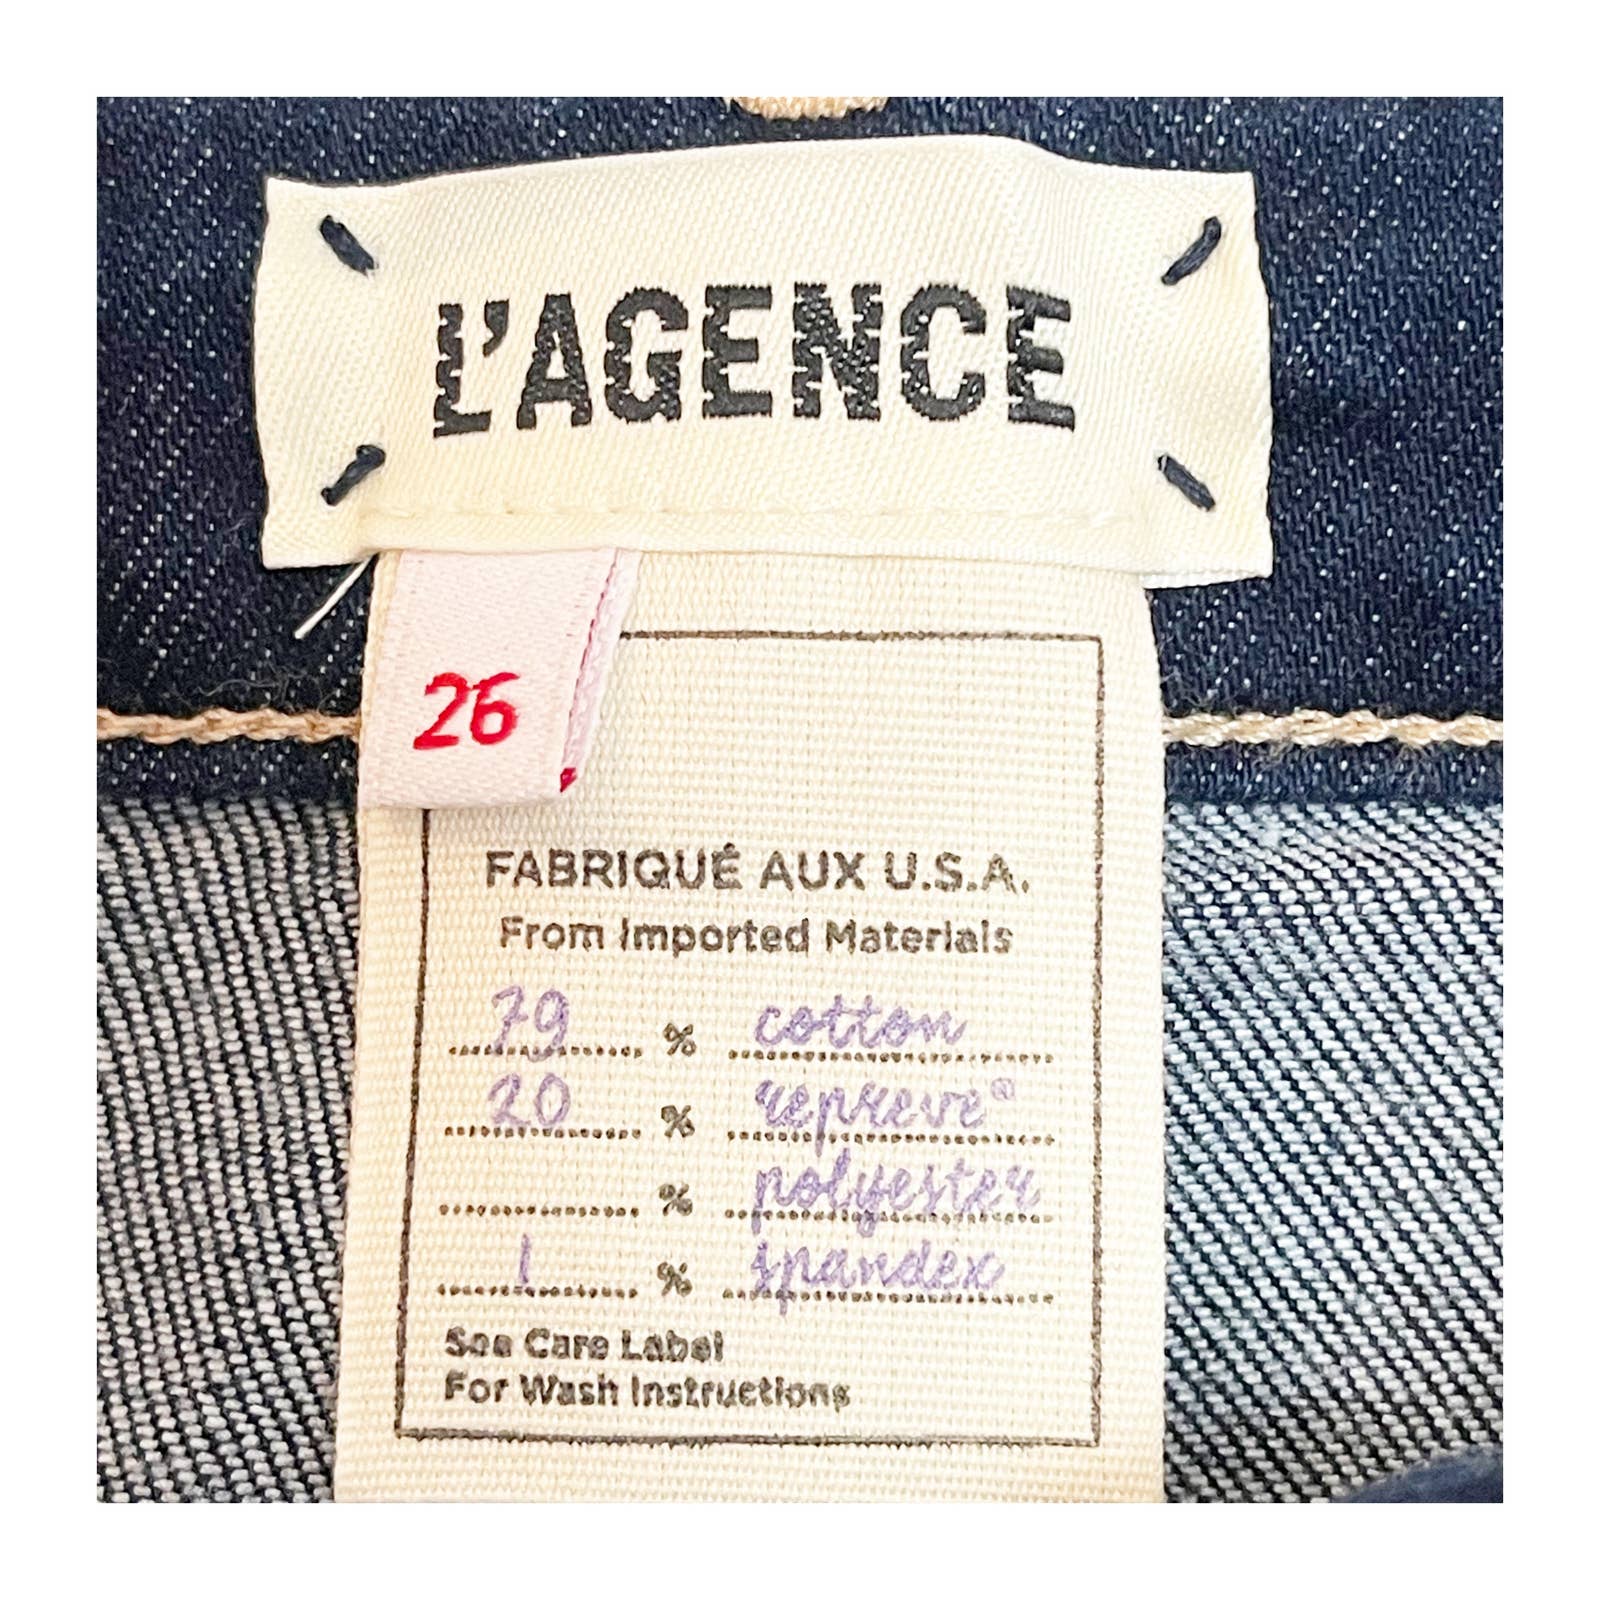 L'AGENCE
26
FABRIQUÉ AUX U.S.A.
From Imported Materials
79 % cotton
20 % repreve®
% polyester
1 % spandex
See Care Label
For Wash Instructions